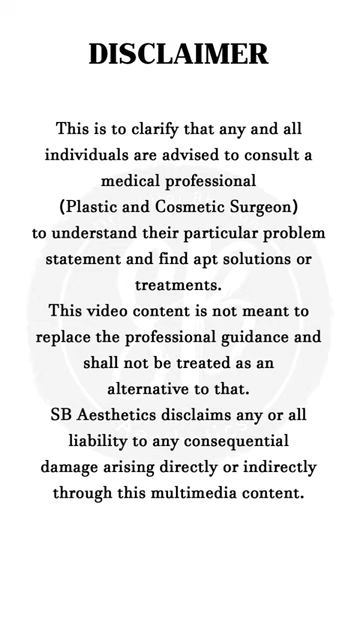 DISCLAIMER
This is to clarify that any and all
individuals are advised to consult a
medical professional
(Plastic and Cosmetic Surgeon)
to understand their particular problem
statement and find apt solutions or
treatments.
This video content is not meant to
replace the professional guidance and
shall not be treated as an
alternative to that.
SB Aesthetics disclaims any or all
liability to any consequential
damage arising directly or indirectly
through this multimedia content.